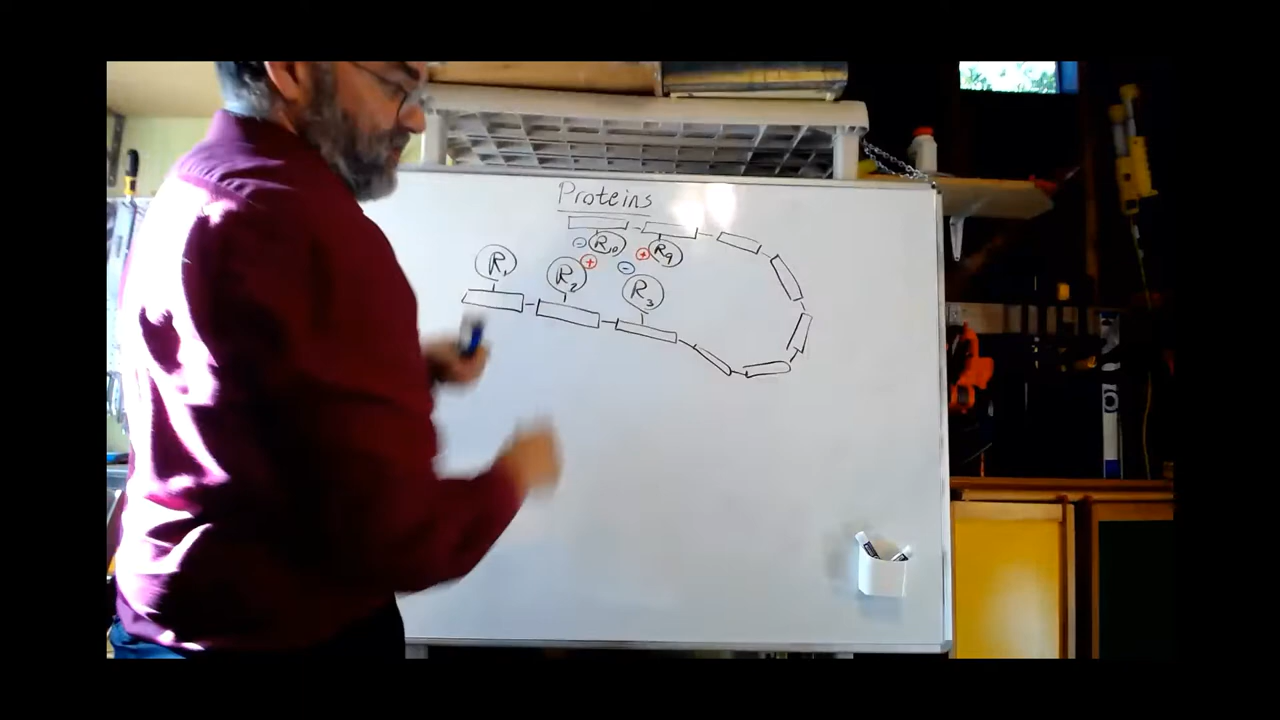 Proteins
- R10 + R9
R1 R2 + - R3